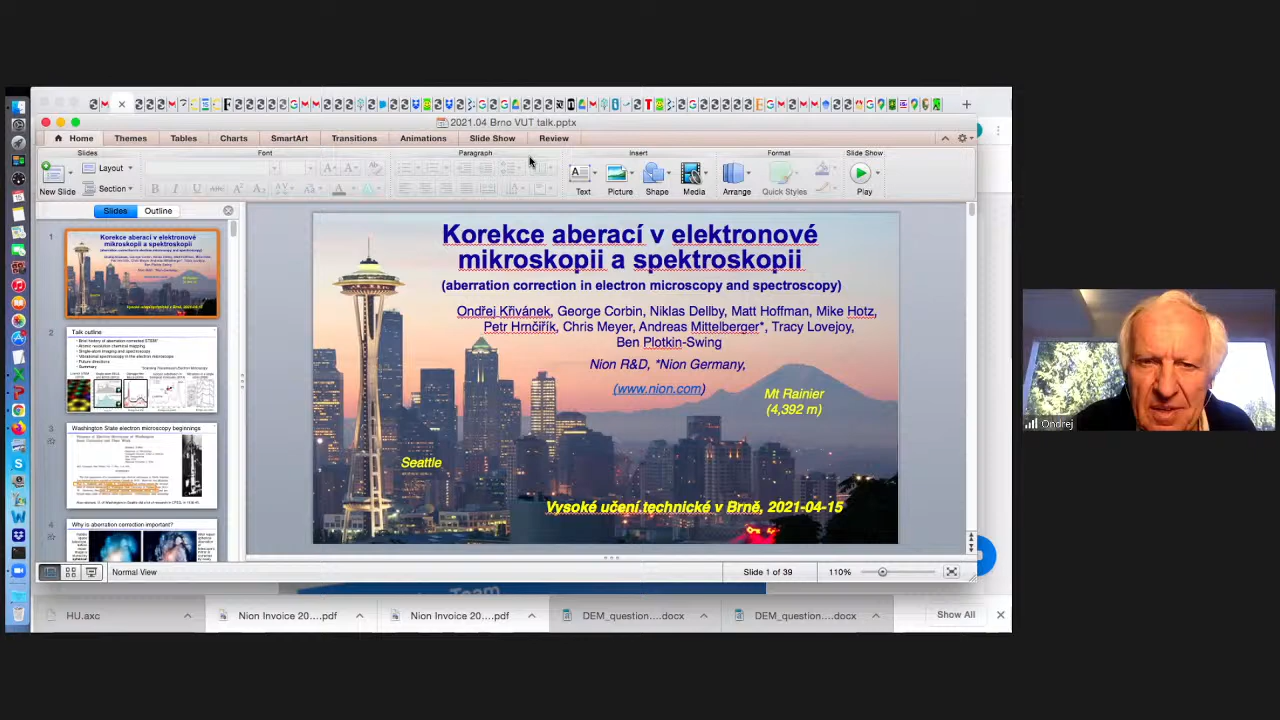 2021.04 Brno VUT talk.pptx
Home Themes Tables Charts SmartArt Transitions Animations Slide Show Review
Slides Font Paragraph Insert Format Slide Show
Layout
Section
New Slide Text Picture Shape Media Arrange Quick Styles Play
Slides Outline
1
2
Talk outline
3
Washington State electron microscopy beginnings
4
Why is aberration correction important?
Korekce aberací v elektronové
mikroskopii a spektroskopii
(aberration correction in electron microscopy and spectroscopy)
Ondřej Křivánek, George Corbin, Niklas Dellby, Matt Hoffman, Mike Hotz,
Petr Hrnčiřík, Chris Meyer, Andreas Mittelberger*, Tracy Lovejoy,
Ben Plotkin-Swing
Nion R&D, *Nion Germany,
(www.nion.com)
Mt Rainier
(4,392 m)
Seattle
Vysoké učení technické v Brně, 2021-04-15
Normal View Slide 1 of 39 110%
Team
HU.axc Nion Invoice 20....pdf Nion Invoice 20....pdf DEM_question....docx DEM_question....docx Show All
Ondrej